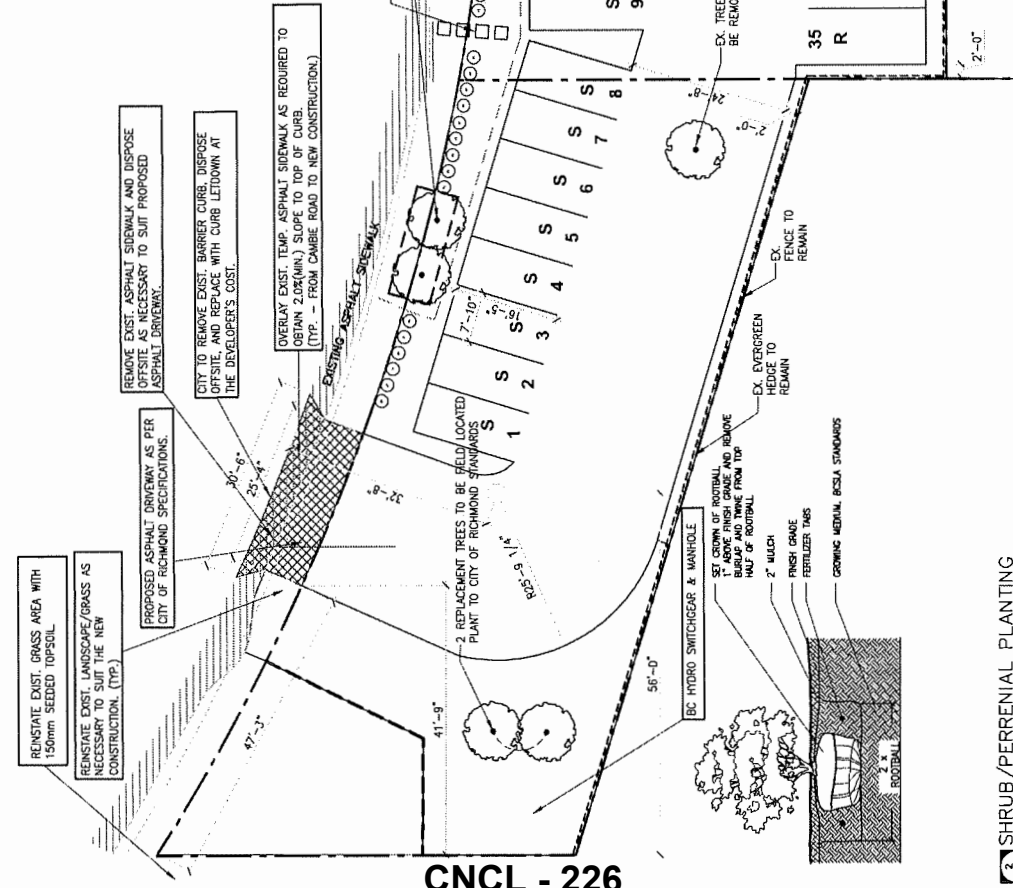 REINSTATE EXIST. GRASS AREA WITH
150mm SEEDED TOPSOIL.
REINSTATE EXIST. LANDSCAPE/GRASS AS
NECESSARY TO SUIT THE NEW
CONSTRUCTION. (TYP.)
PROPOSED ASPHALT DRIVEWAY AS PER
CITY OF RICHMOND SPECIFICATIONS.
REMOVE EXIST. ASPHALT SIDEWALK AND DISPOSE
OFFSITE AS NECESSARY TO SUIT PROPOSED
ASPHALT DRIVEWAY.
CITY TO REMOVE EXIST. BARRIER CURB, DISPOSE
OFFSITE, AND REPLACE WITH CURB LETDOWN AT
THE DEVELOPER'S COST.
OVERLAY EXIST. TEMP. ASPHALT SIDEWALK AS REQUIRED TO
OBTAIN 2.0%(MIN.) SLOPE TO TOP OF CURB.
(TYP. - FROM CAMBIE ROAD TO NEW CONSTRUCTION.)
EXISTING ASPHALT SIDEWALK
30'-6"
25'-4"
32'-8"
47'-3"
41'-9"
R25'-9 1/4"
56'-0"
7'-10"
16'-5"
24'-8"
2'-0"
2'-0"
S
1
S
2
S
3
S
4
S
5
S
6
S
7
S
8
S
9
35
R
EX. TREE
BE REMO
EX.
FENCE TO
REMAIN
EX. EVERGREEN
HEDGE TO
REMAIN
2 REPLACEMENT TREES TO BE FIELD LOCATED
PLANT TO CITY OF RICHMOND STANDARDS
BC HYDRO SWITCHGEAR & MANHOLE
SET CROWN OF ROOTBALL
1" ABOVE FINISH GRADE AND REMOVE
BURLAP AND TWINE FROM TOP
HALF OF ROOTBALL
2" MULCH
FINISH GRADE
FERTILIZER TABS
GROWING MEDIUM, BCSLA STANDARDS
2 X
ROOTBALL
2 SHRUB/PERRENIAL PLANTING
CNCL - 226